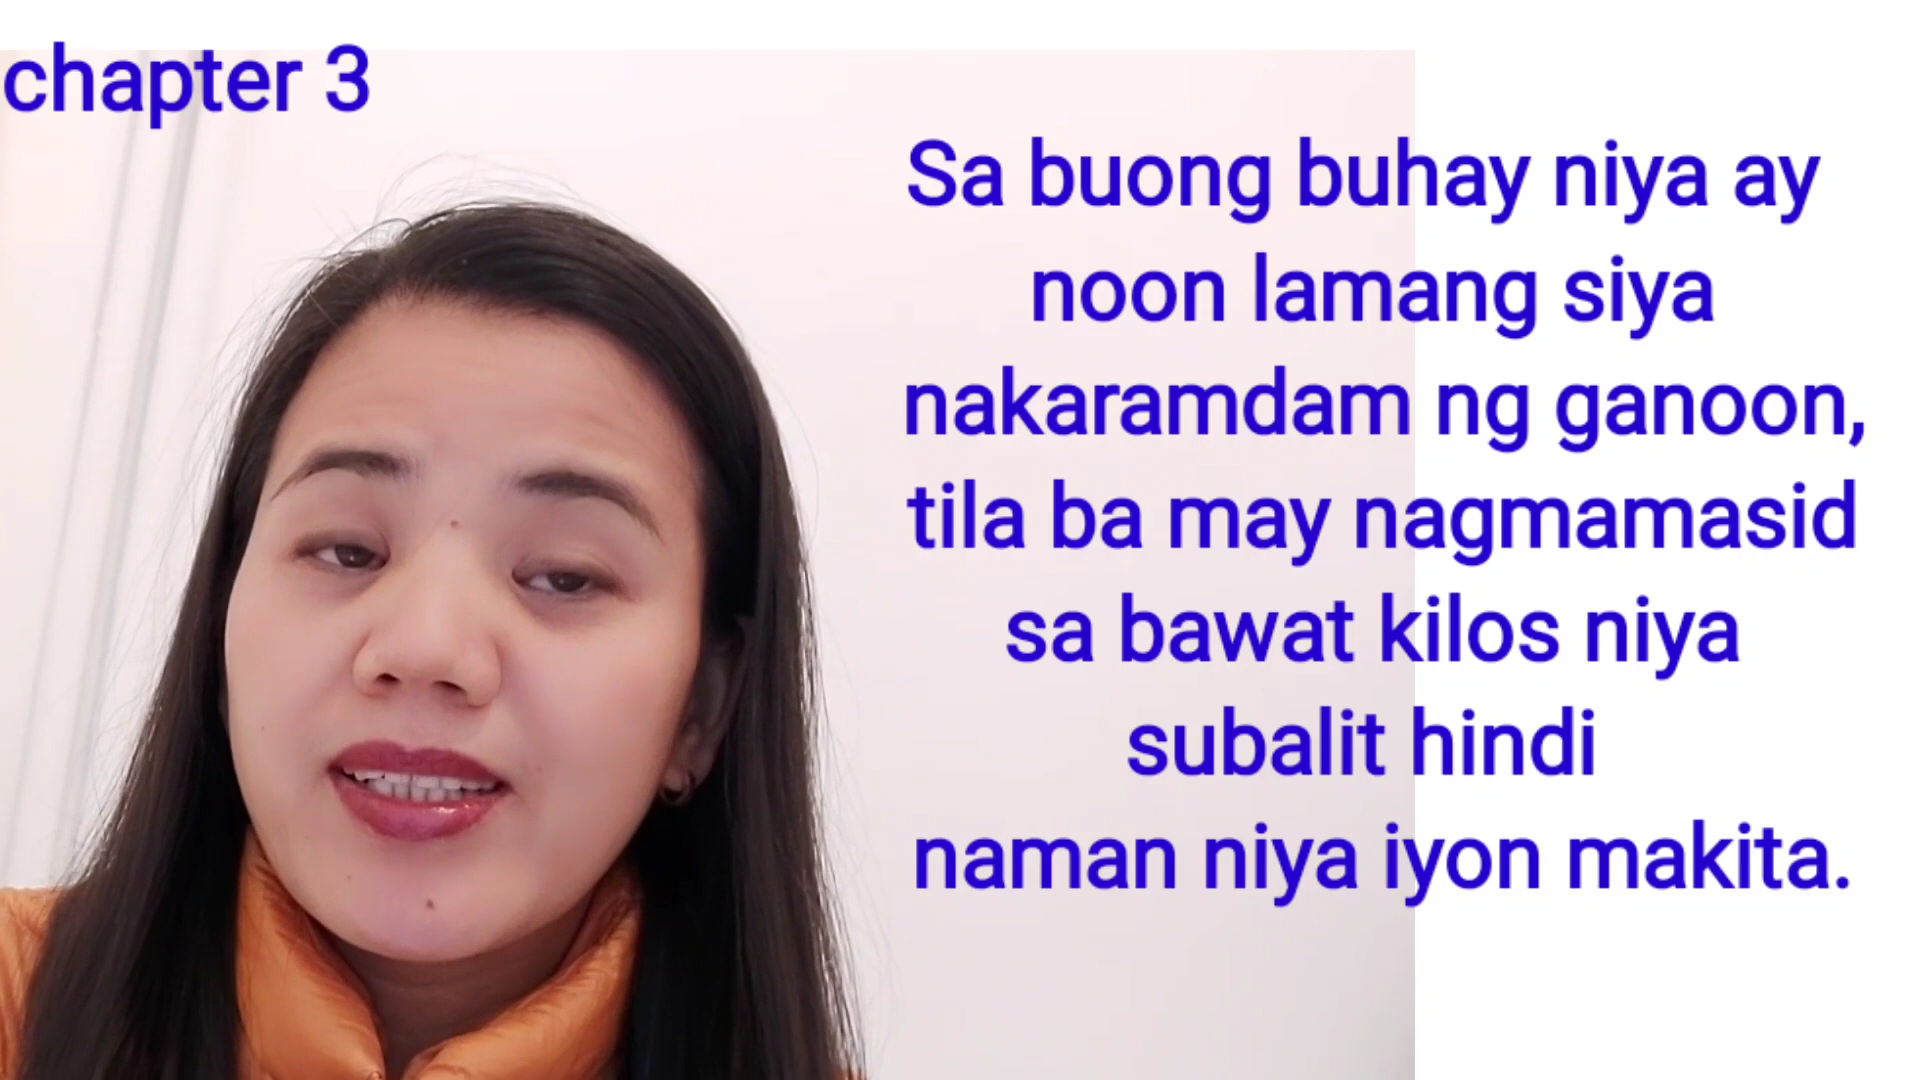 chapter 3
Sa buong buhay niya ay
noon lamang siya
nakaramdam ng ganoon,
tila ba may nagmamasid
sa bawat kilos niya
subalit hindi
naman niya iyon makita.